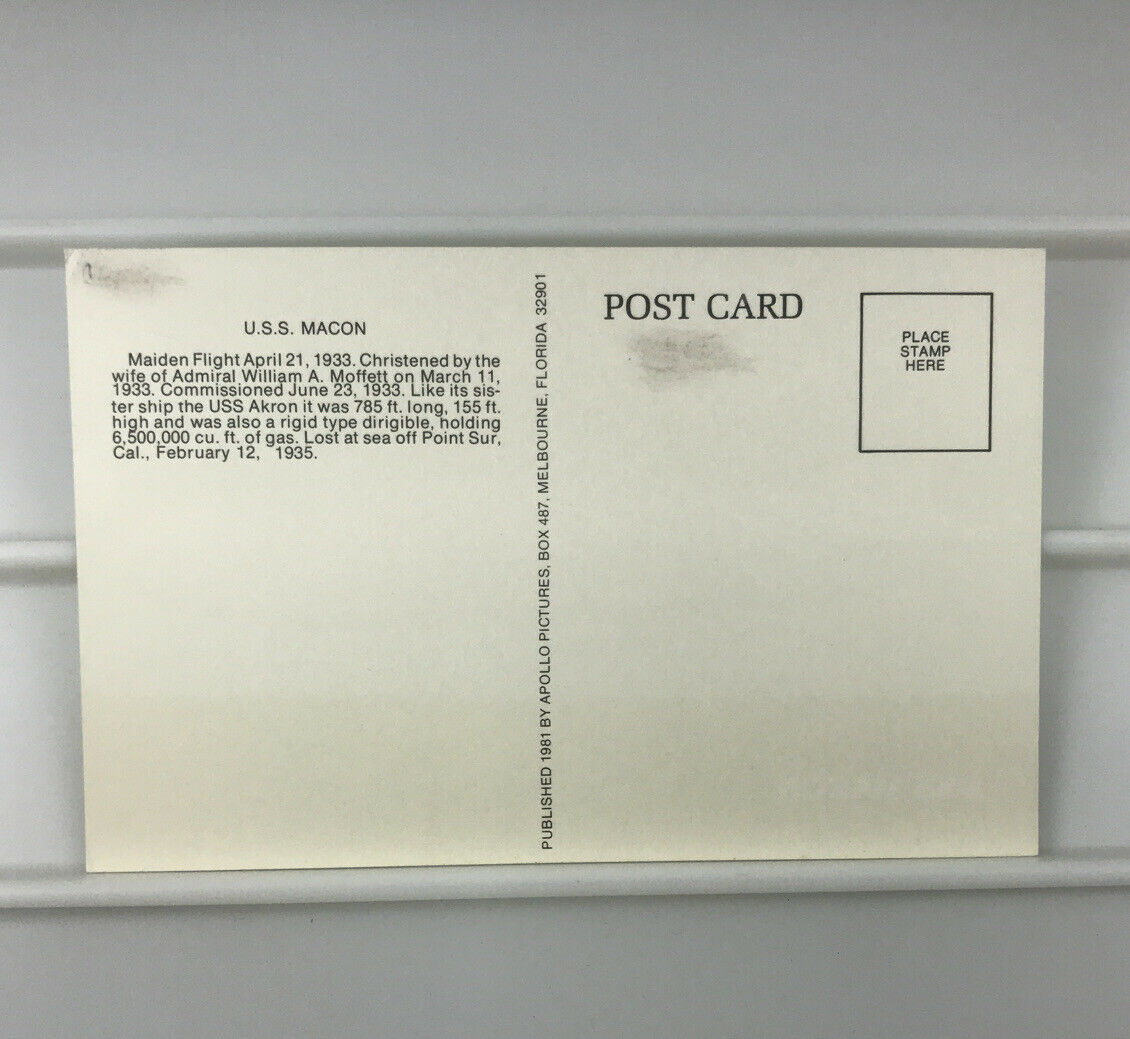 U.S.S. MACON
Maiden Flight April 21, 1933. Christened by the
wife of Admiral William A. Moffett on March 11,
1933. Commissioned June 23, 1933. Like its sis-
ter ship the USS Akron it was 785 ft. long, 155 ft.
high and was also a rigid type dirigible, holding
6,500,000 cu. ft. of gas. Lost at sea off Point Sur,
Cal., February 12, 1935.
PUBLISHED 1981 BY APOLLO PICTURES, BOX 487, MELBOURNE, FLORIDA 32901
POST CARD
PLACE
STAMP
HERE